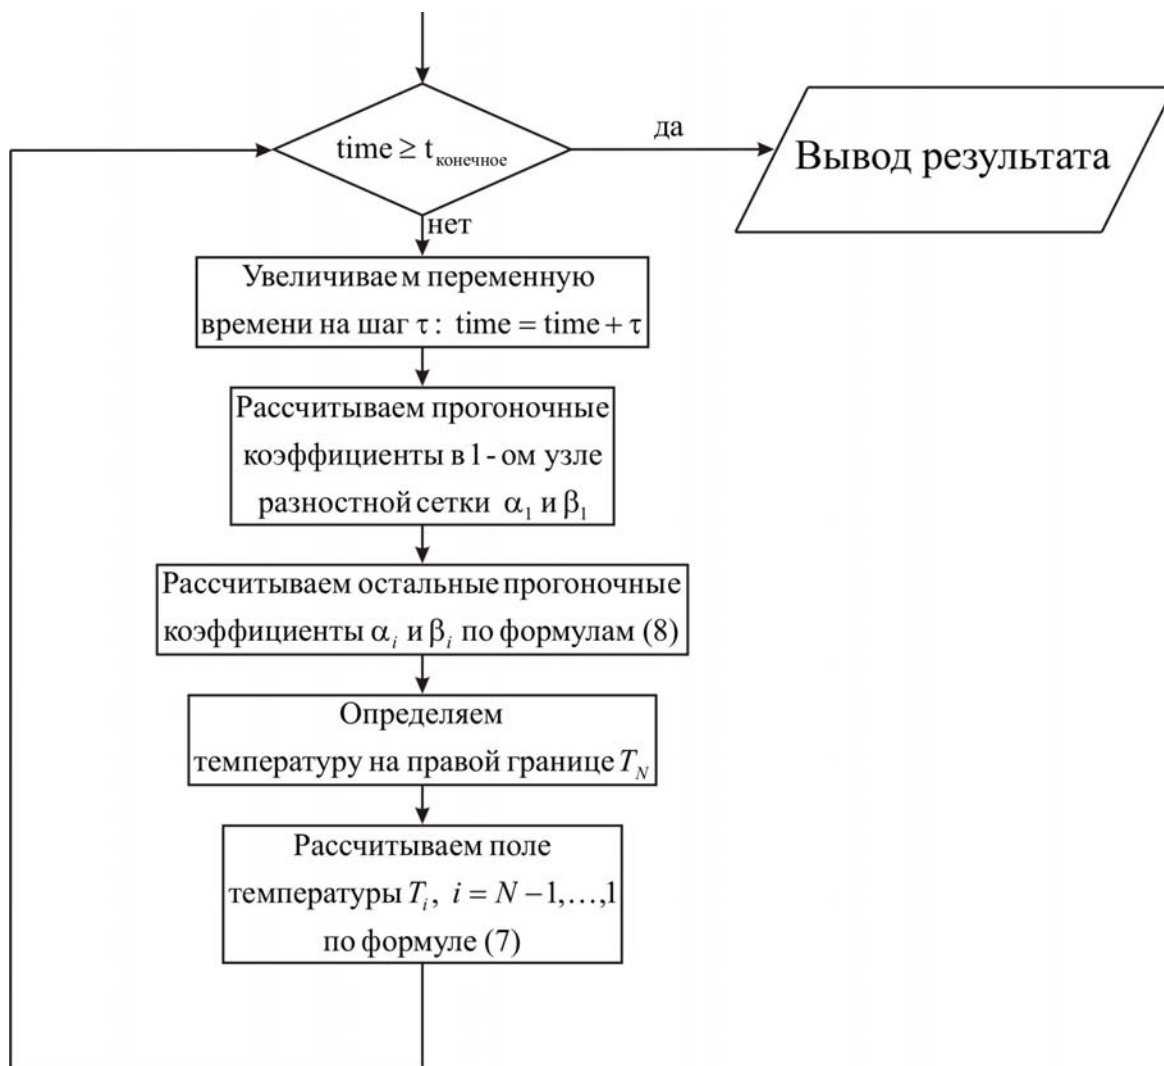 time ≥ t конечное
да
Вывод результата
нет
Увеличиваем переменную
времени на шаг τ: time = time + τ
Рассчитываем прогоночные
коэффициенты в 1-ом узле
разностной сетки α₁ и β₁
Рассчитываем остальные прогоночные
коэффициенты αᵢ и βᵢ по формулам (8)
Определяем
температуру на правой границе T_N
Рассчитываем поле
температуры Tᵢ, i = N −1,…,1
по формуле (7)